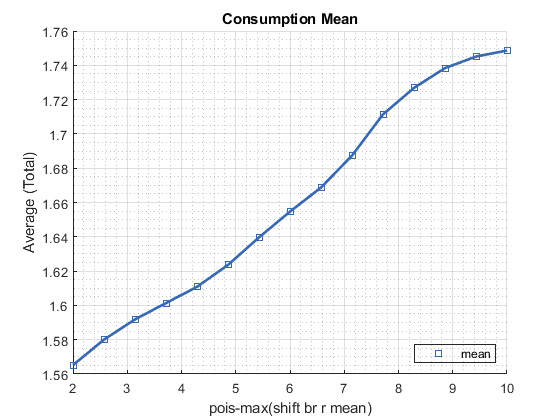 Consumption Mean
1.76
1.74
1.72
1.7
1.68
1.66
1.64
1.62
1.6
1.58
1.56
Average (Total)
2 3 4 5 6 7 8 9 10
pois-max(shift br r mean)
mean